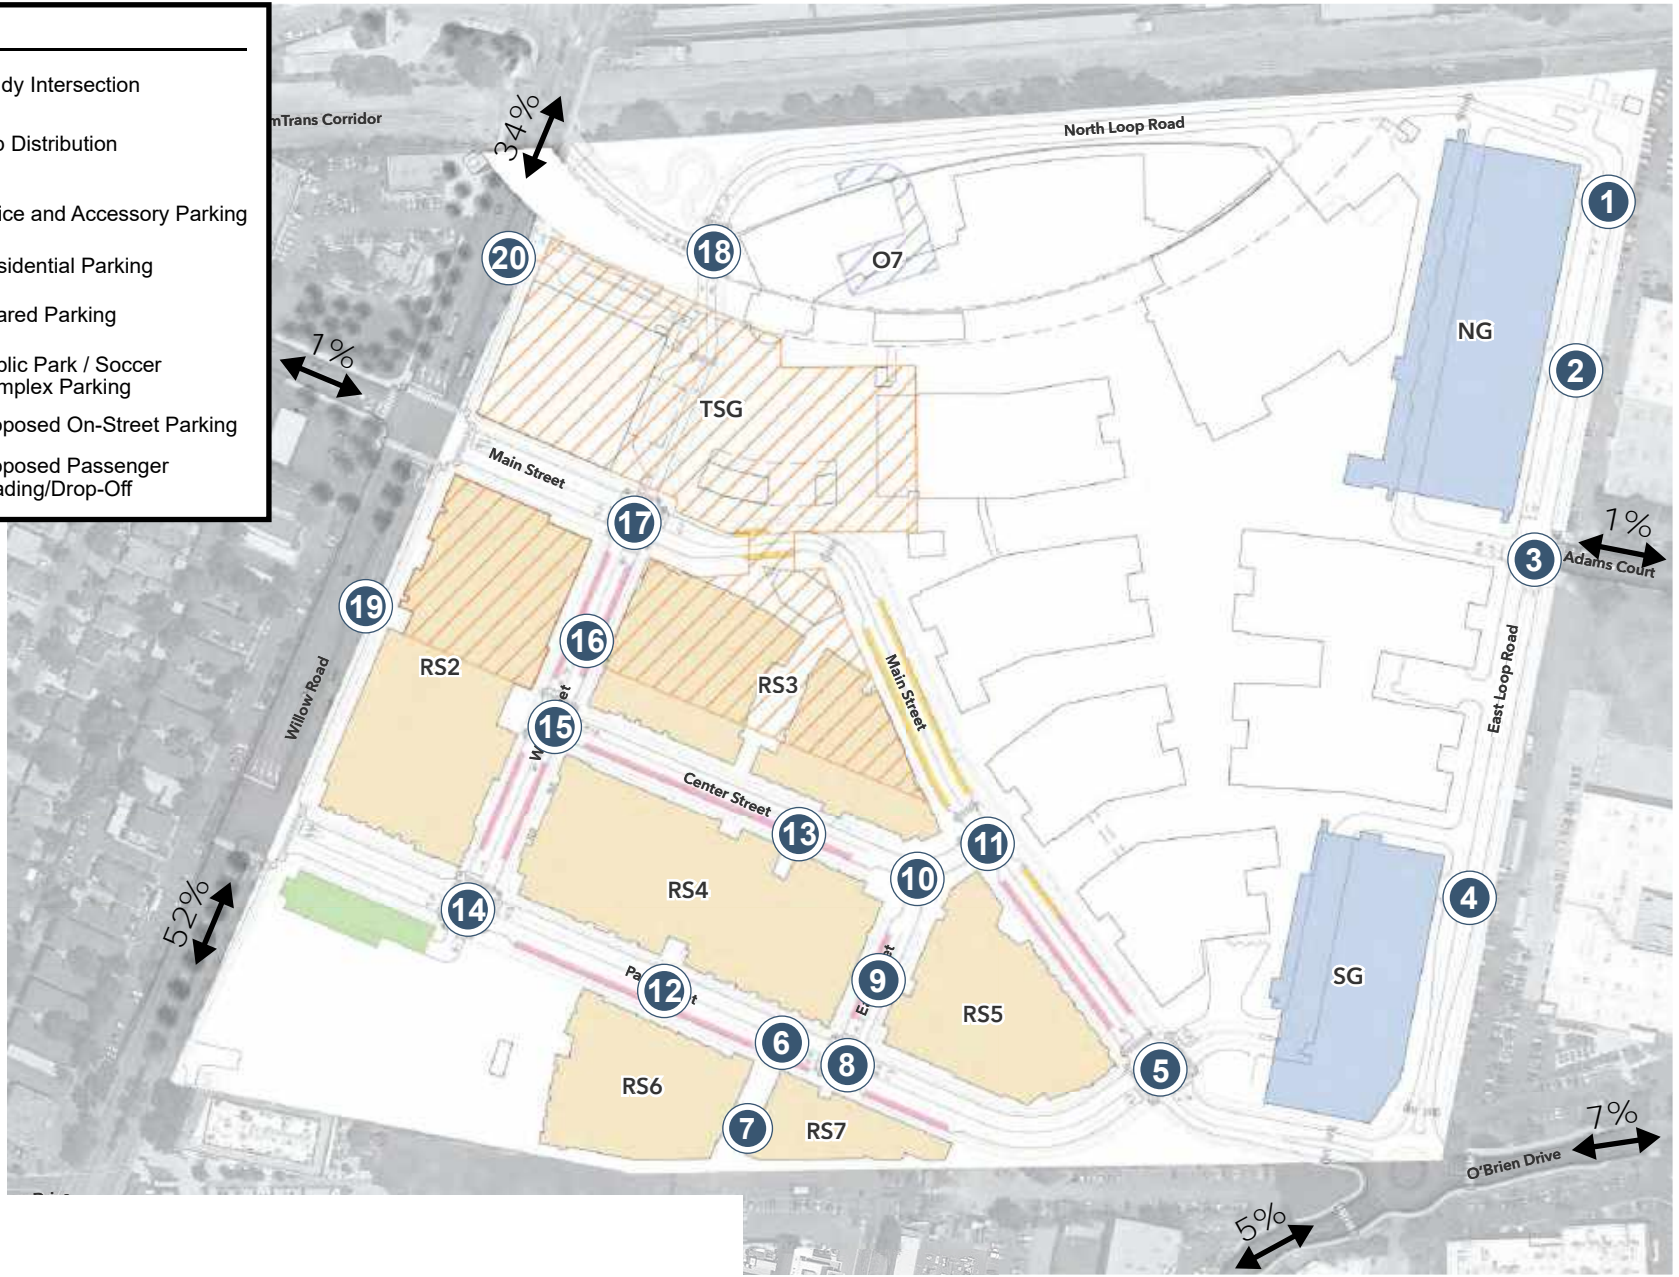 dy Intersection
o Distribution
ice and Accessory Parking
sidential Parking
ared Parking
blic Park / Soccer
mplex Parking
oposed On-Street Parking
oposed Passenger
ading/Drop-Off
mTrans Corridor
34%
North Loop Road
1
20
18
O7
NG
7%
2
TSG
Main Street
17
1%
3
Adams Court
19
16
RS2
RS3
Main Street
East Loop Road
Willow Road
15
Center Street
13
11
10
RS4
4
52%
14
9
SG
12
RS5
6
8
5
RS6
7
RS7
7%
O'Brien Drive
5%